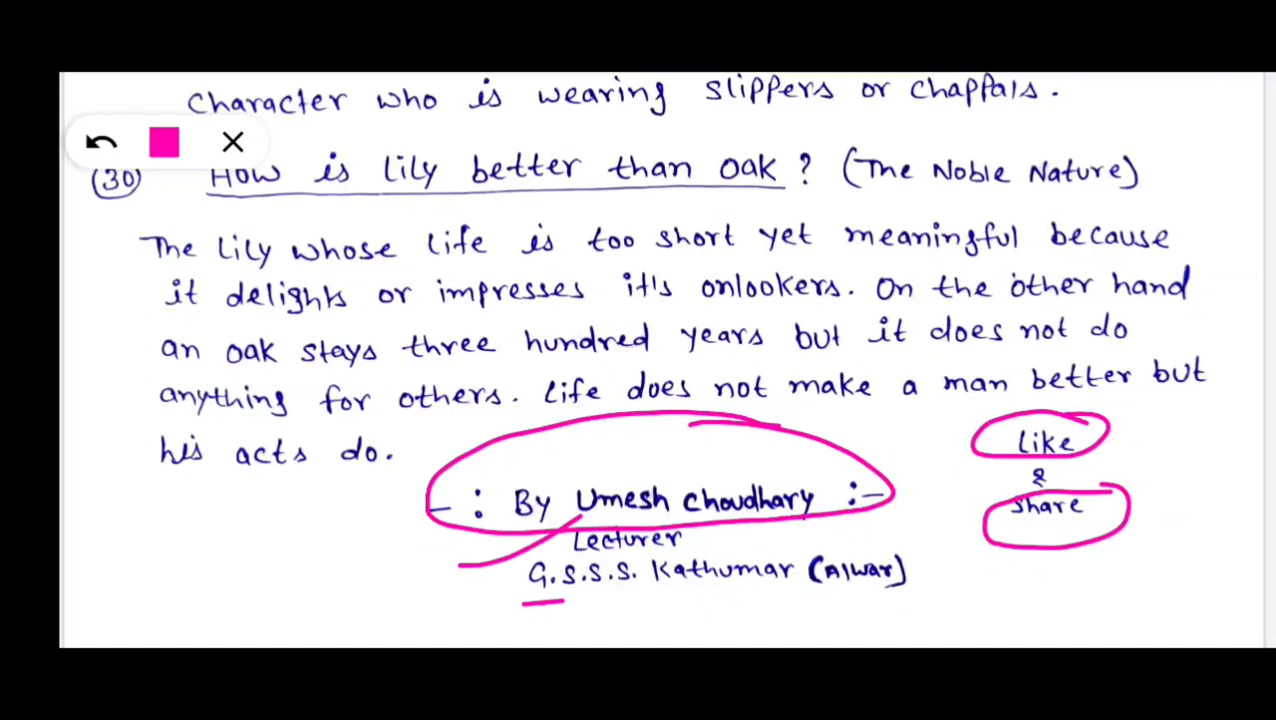 character who is wearing slippers or chappals.
(30) How is lily better than oak ? (The Noble Nature)
The lily whose life is too short yet meaningful because
it delights or impresses it's onlookers. On the other hand
an oak stays three hundred years but it does not do
anything for others. life does not make a man better but
his acts do.
like
&
share
- : By Umesh Choudhary :-
Lecturer
G.S.S.S. Kathumar (Alwar)